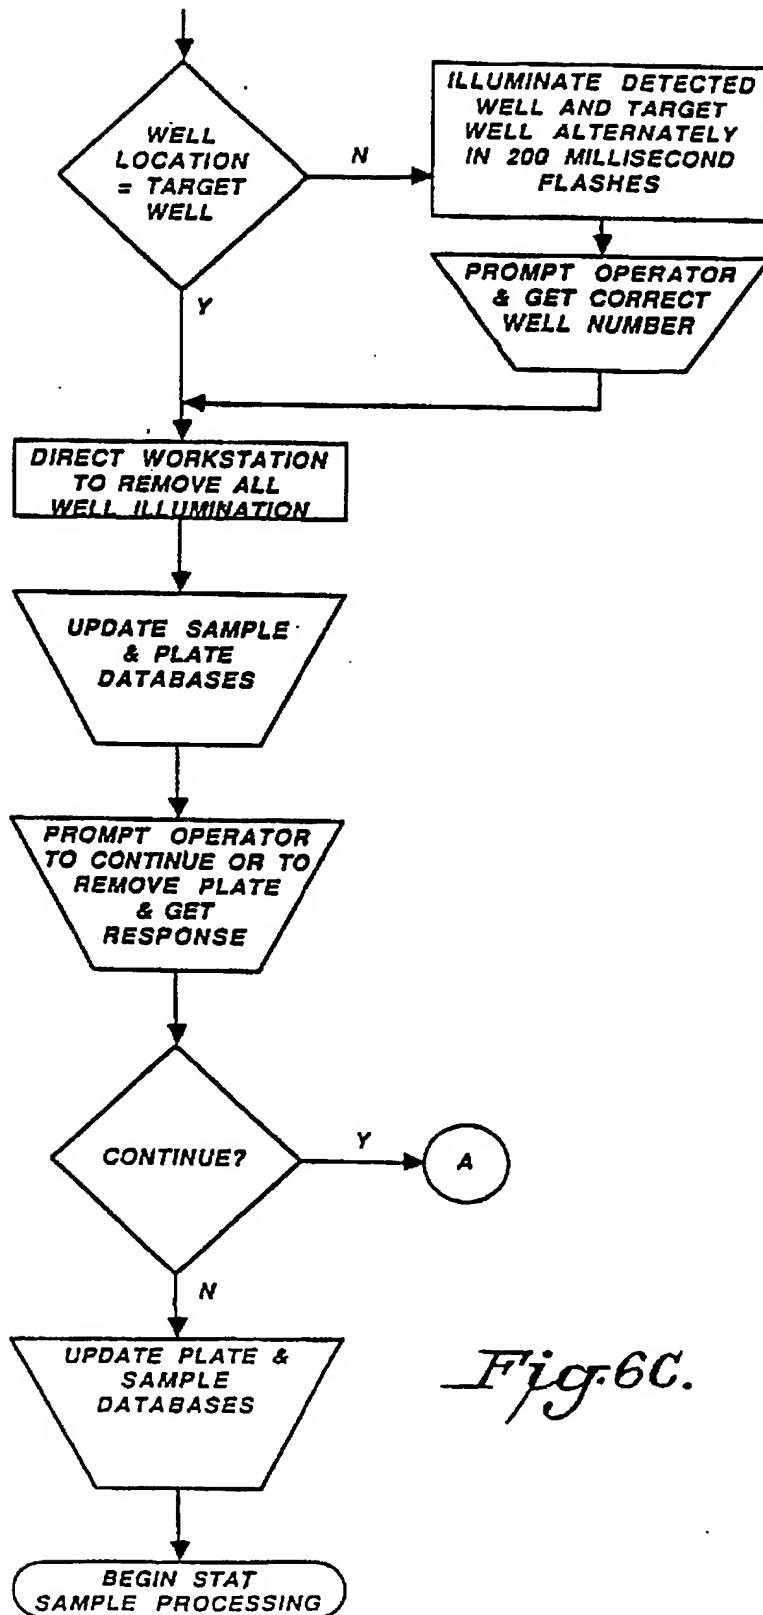 WELL
LOCATION
= TARGET
WELL
N
ILLUMINATE DETECTED
WELL AND TARGET
WELL ALTERNATELY
IN 200 MILLISECOND
FLASHES
PROMPT OPERATOR
& GET CORRECT
WELL NUMBER
Y
DIRECT WORKSTATION
TO REMOVE ALL
WELL ILLUMINATION
UPDATE SAMPLE
& PLATE
DATABASES
PROMPT OPERATOR
TO CONTINUE OR TO
REMOVE PLATE
& GET
RESPONSE
CONTINUE?
Y
A
N
UPDATE PLATE &
SAMPLE
DATABASES
Fig.6C.
BEGIN STAT
SAMPLE PROCESSING